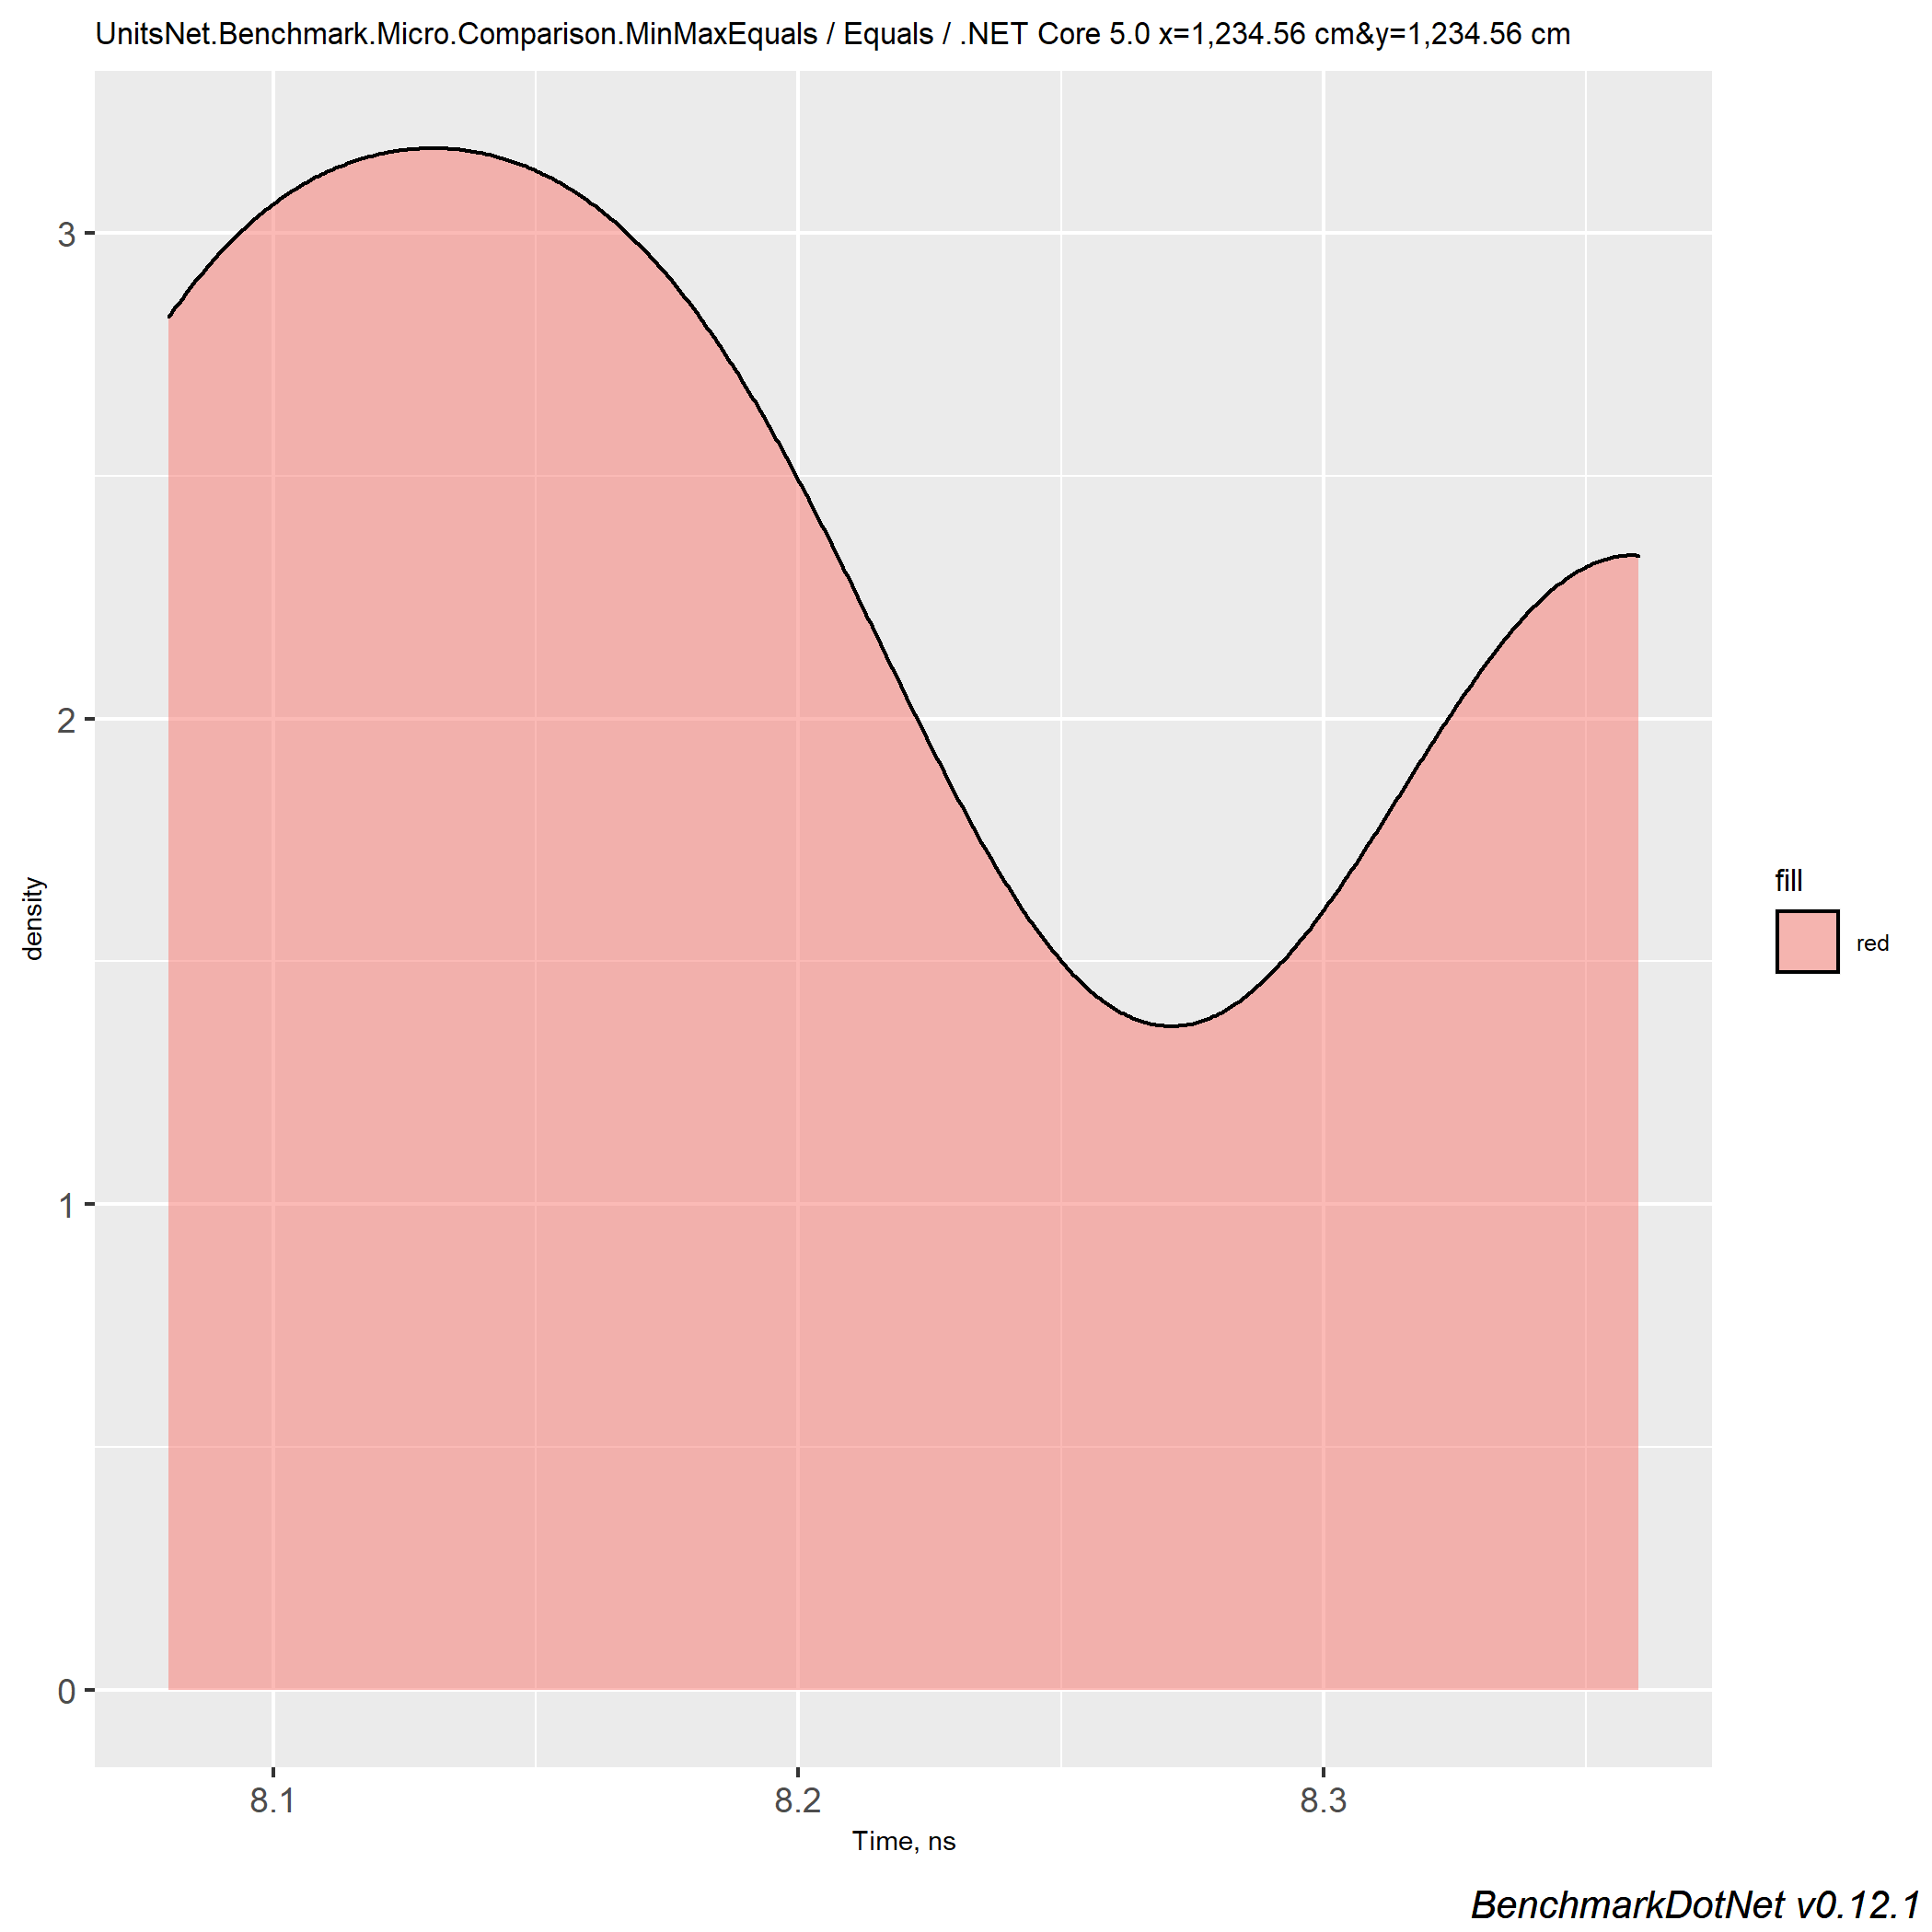 UnitsNet.Benchmark.Micro.Comparison.MinMaxEquals / Equals / .NET Core 5.0 x=1,234.56 cm&y=1,234.56 cm
3
2
1
0
density
8.1
8.2
8.3
Time, ns
fill
red
BenchmarkDotNet v0.12.1